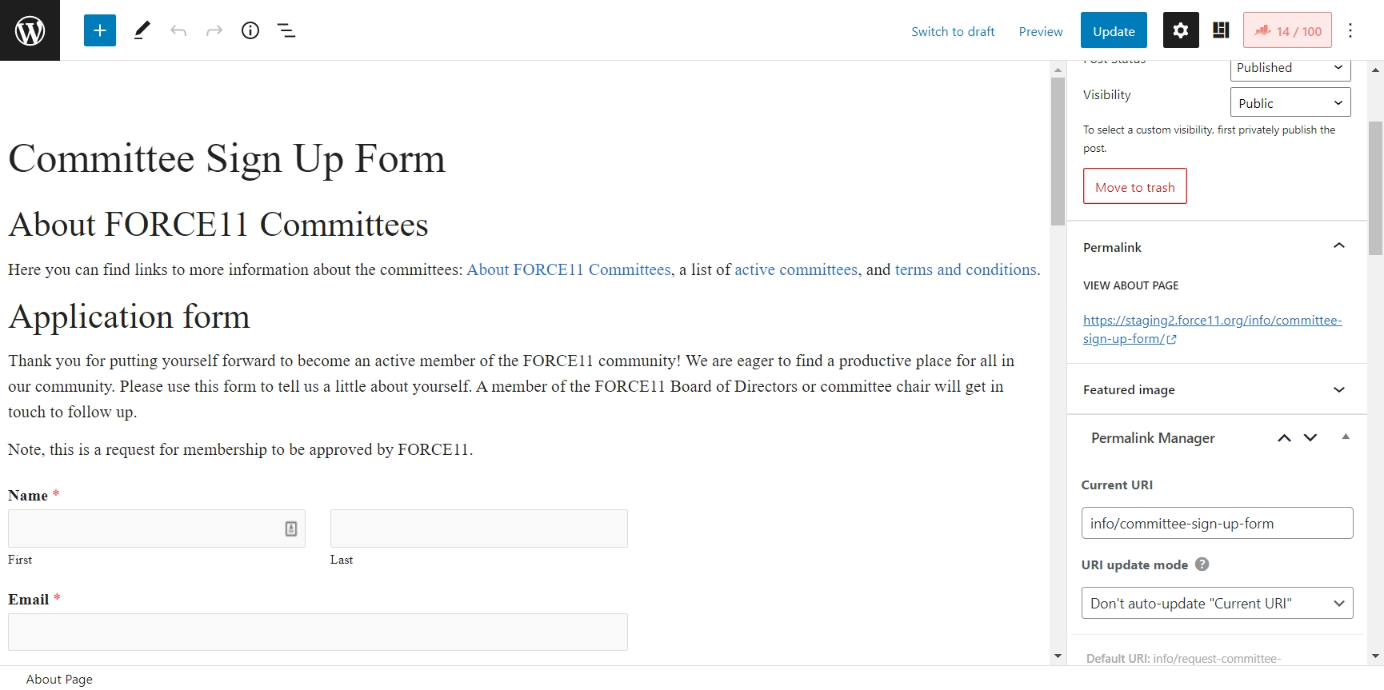 Switch to draft Preview Update 14 / 100
Published
Visibility Public
To select a custom visibility, first privately publish the
post.
Move to trash
Committee Sign Up Form
About FORCE11 Committees
Here you can find links to more information about the committees: About FORCE11 Committees, a list of active committees, and terms and conditions.
Application form
Thank you for putting yourself forward to become an active member of the FORCE11 community! We are eager to find a productive place for all in
our community. Please use this form to tell us a little about yourself. A member of the FORCE11 Board of Directors or committee chair will get in
touch to follow up.
Note, this is a request for membership to be approved by FORCE11.
Name *
First Last
Email *
Permalink
VIEW ABOUT PAGE
https://staging2.force11.org/info/committee-
sign-up-form/
Featured image
Permalink Manager
Current URI
info/committee-sign-up-form
URI update mode ?
Don't auto-update "Current URI"
Default URI: info/request-committee-
About Page